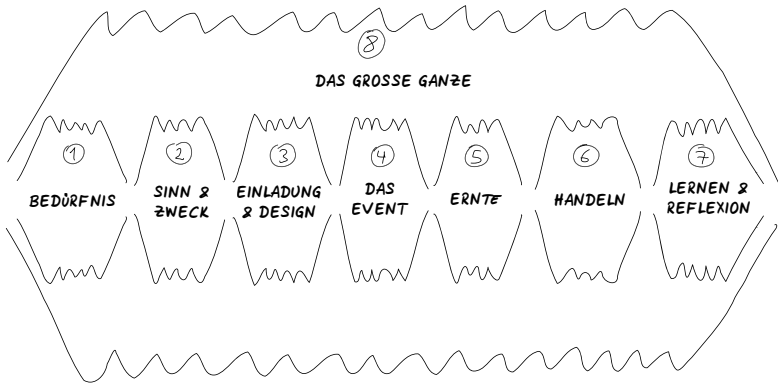 8
DAS GROSSE GANZE
1
BEDÜRFNIS
2
SINN &
ZWECK
3
EINLADUNG
& DESIGN
4
DAS
EVENT
5
ERNTE
6
HANDELN
7
LERNEN &
REFLEXION